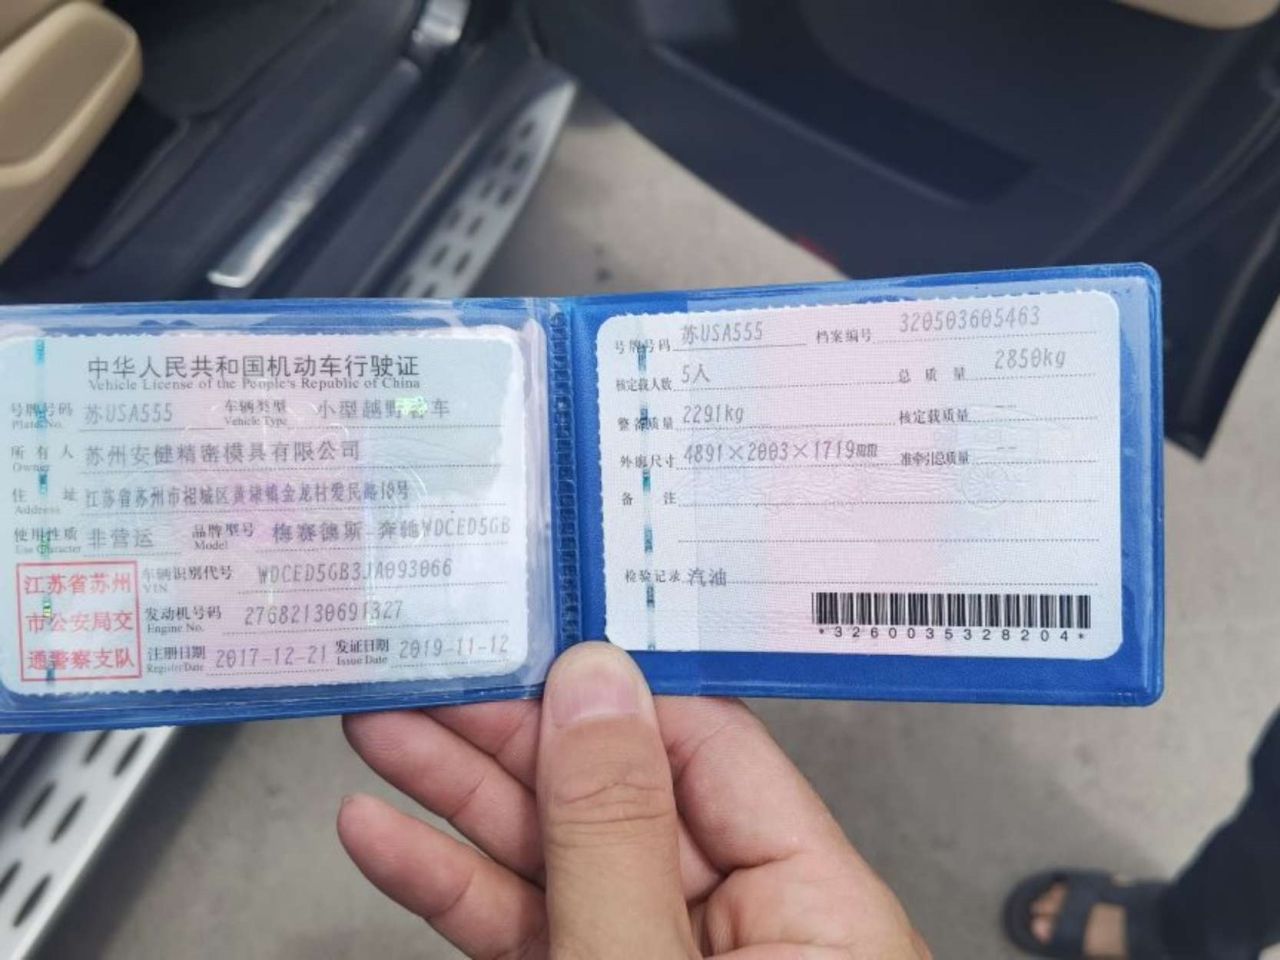 中华人民共和国机动车行驶证
Vehicle License of the People's Republic of China
号牌号码 苏USA555 车辆类型 小型越野客车
Plate No. Vehicle Type
所有人 苏州安健精密模具有限公司
Owner
住址 江苏省苏州市相城区黄埭镇金龙村爱民路18号
Address
使用性质 非营运 品牌型号 梅赛德斯-奔驰WDCED5GB
Use Character Model
江苏省苏州
市公安局交
通警察支队
车辆识别代号 WDCED5GB3JA093066
VIN
发动机号码 27682130691327
Engine No.
注册日期 2017-12-21 发证日期 2019-11-12
Register Date Issue Date
号牌号码 苏USA555 档案编号 320503605463
核定载人数 5人 总质量 2850kg
整备质量 2291kg 核定载质量 --
外廓尺寸 4891×2003×1719mm 准牵引总质量 --
备注
检验记录 汽油
*3260035328204*